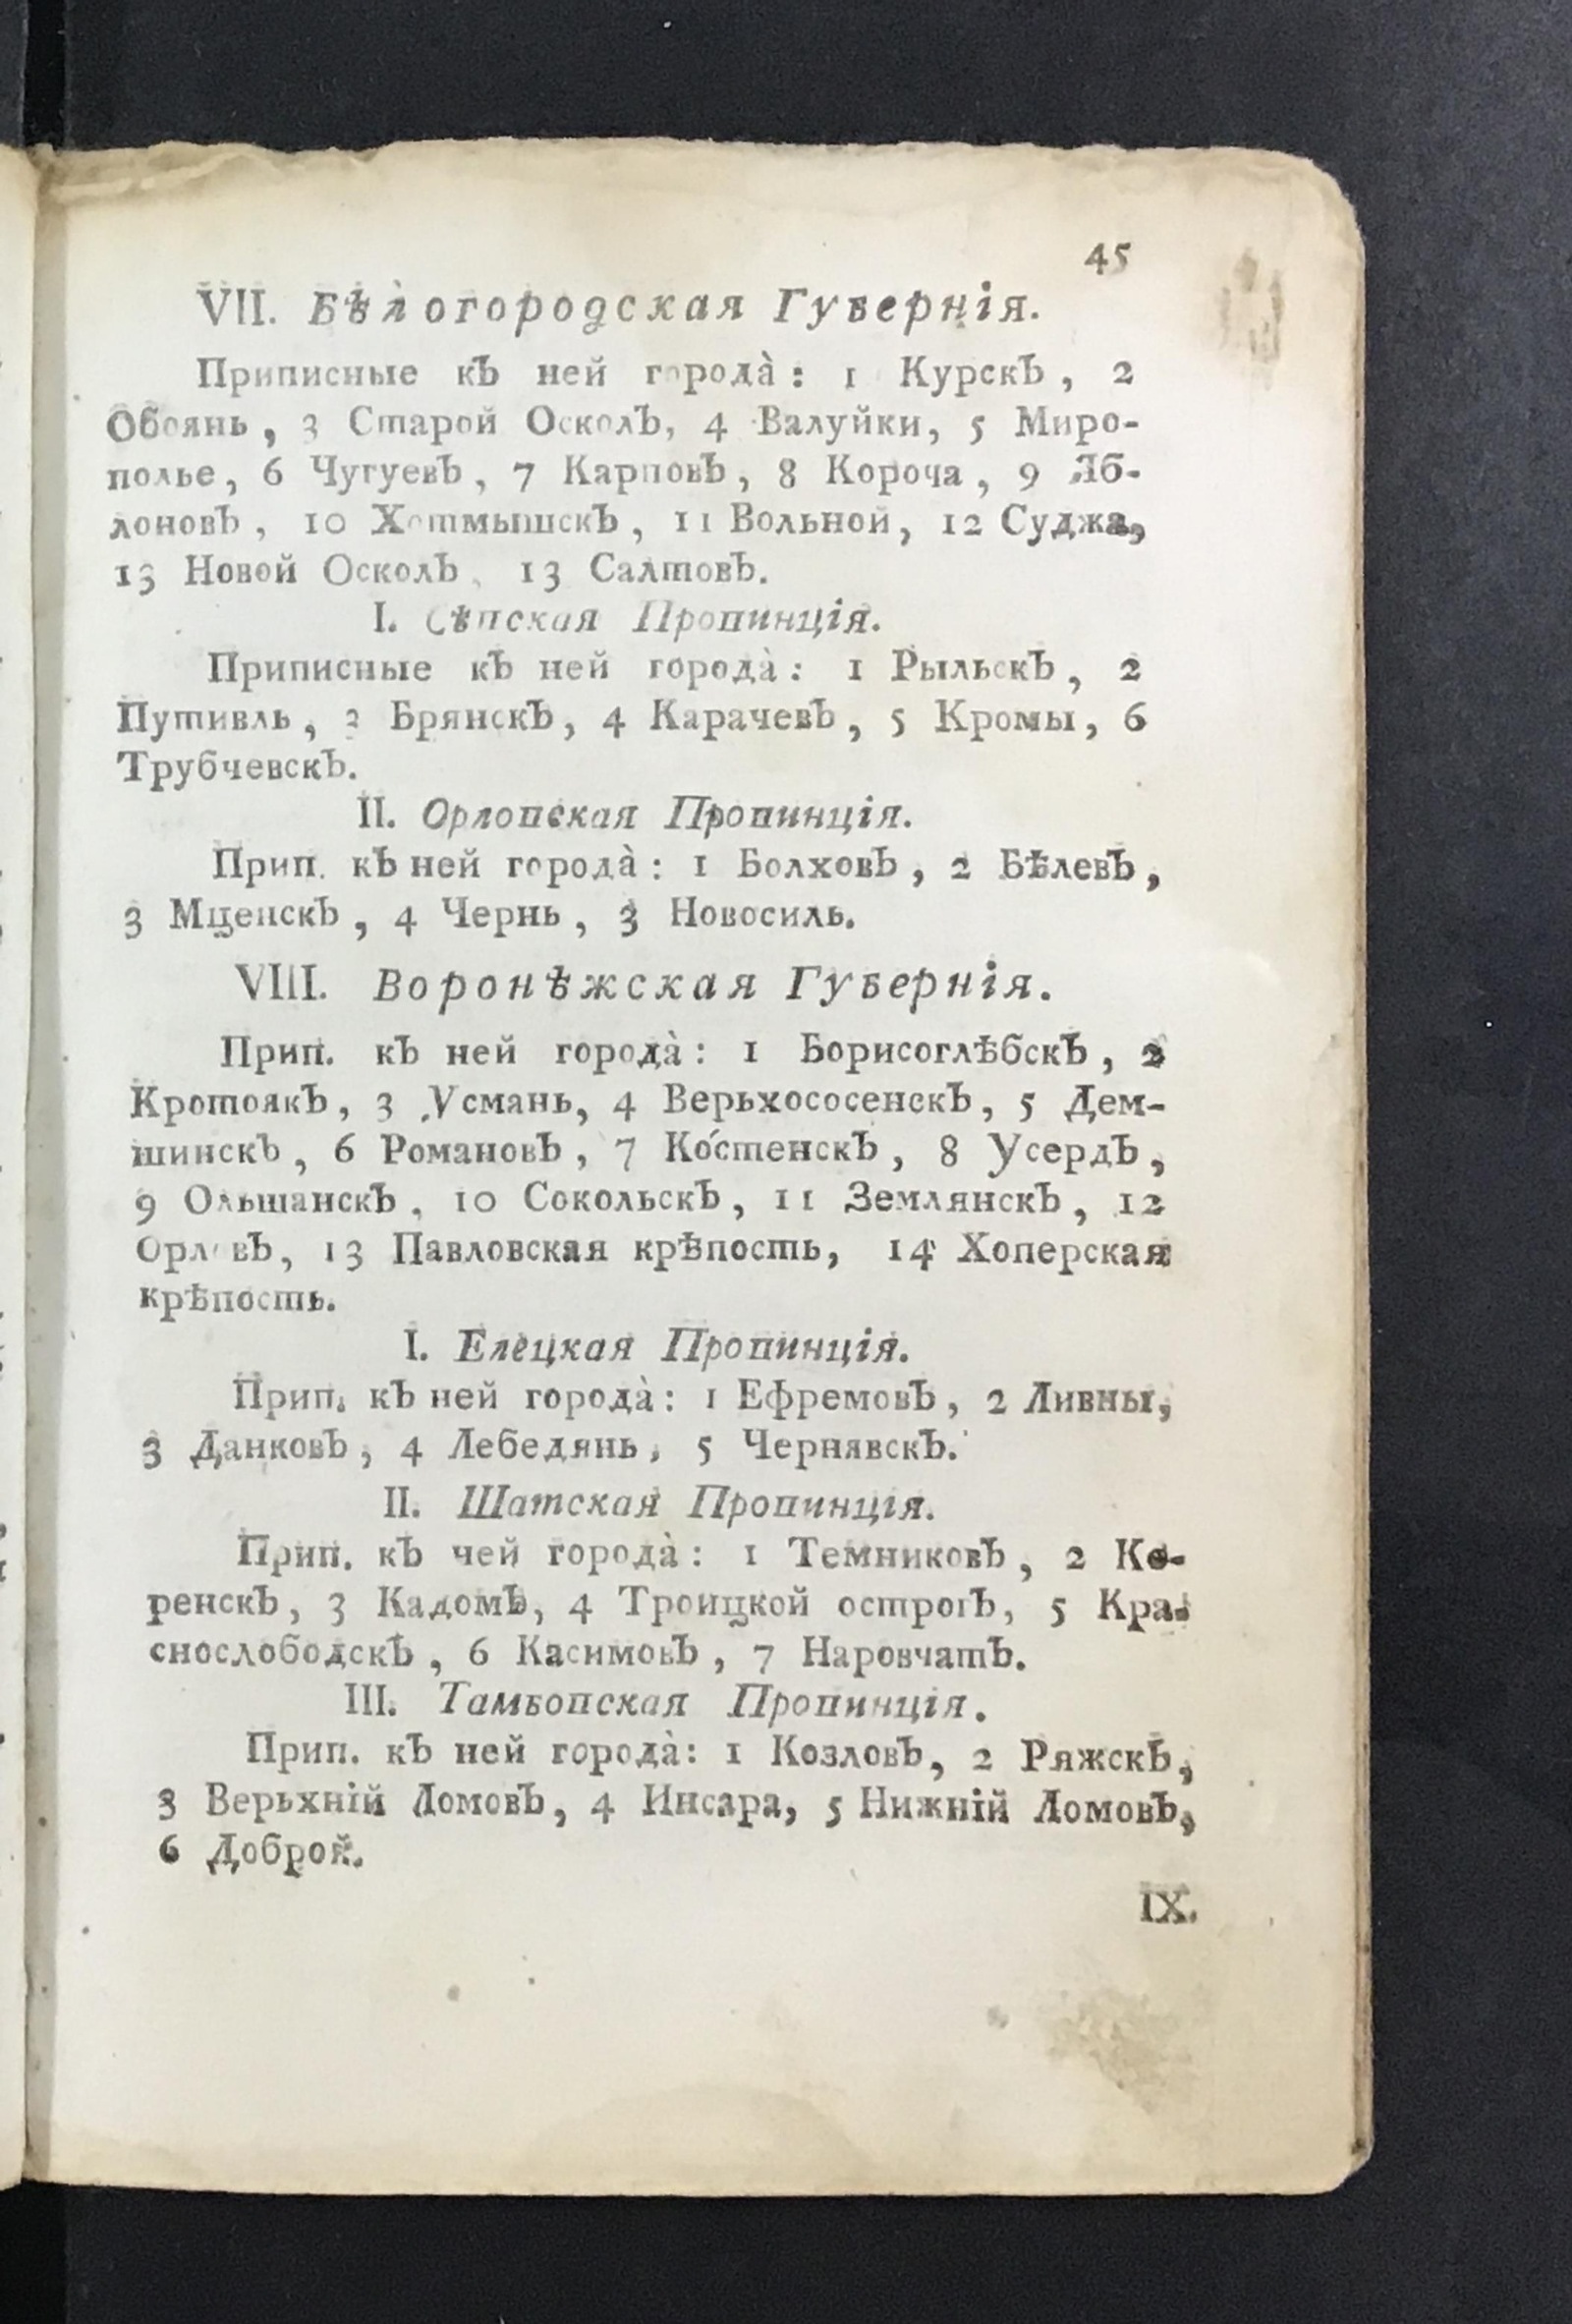 45
VII. Бѣлогородская Губернія.
Приписные къ ней города̀: 1 Курскъ, 2
Обоянь, 3 Старой Осколъ, 4 Валуйки, 5 Миро-
полье, 6 Чугуевъ, 7 Карповъ, 8 Короча, 9 Яб-
лоновъ, 10 Хотмышскъ, 11 Вольной, 12 Суджа,
13 Новой Осколъ, 13 Салтовъ.
I. Сѣвская Провинція.
Приписные къ ней города̀: 1 Рыльскъ, 2
Путивль, 3 Брянскъ, 4 Карачевъ, 5 Кромы, 6
Трубчевскъ.
II. Орловская Провинція.
Прип. къ ней города̀: 1 Болховъ, 2 Бѣлевъ,
3 Мценскъ, 4 Чернь, 3 Новосиль.
VIII. Воронѣжская Губернія.
Прип. къ ней города̀: 1 Борисоглѣбскъ, 2
Кротоякъ, 3 Усмань, 4 Верьхососенскъ, 5 Дем-
шинскъ, 6 Романовъ, 7 Ко́стенскъ, 8 Усердъ,
9 Ольшанскъ, 10 Сокольскъ, 11 Землянскъ, 12
Орловъ, 13 Павловская крѣпость, 14 Хоперская
крѣпость.
I. Елецкая Провинція.
Прип. къ ней города̀: 1 Ефремовъ, 2 Ливны,
3 Данковъ, 4 Лебедянь, 5 Чернявскъ.
II. Шатская Провинція.
Прип. къ ней города̀: 1 Темниковъ, 2 Ке-
ренскъ, 3 Кадомъ, 4 Троицкой острогъ, 5 Кра-
снослободскъ, 6 Касимовъ, 7 Наровчатъ.
III. Тамбовская Провинція.
Прип. къ ней города̀: 1 Козловъ, 2 Ряжскъ,
3 Верьхній Ломовъ, 4 Инсара, 5 Нижній Ломовъ,
6 Доброй.
IX.